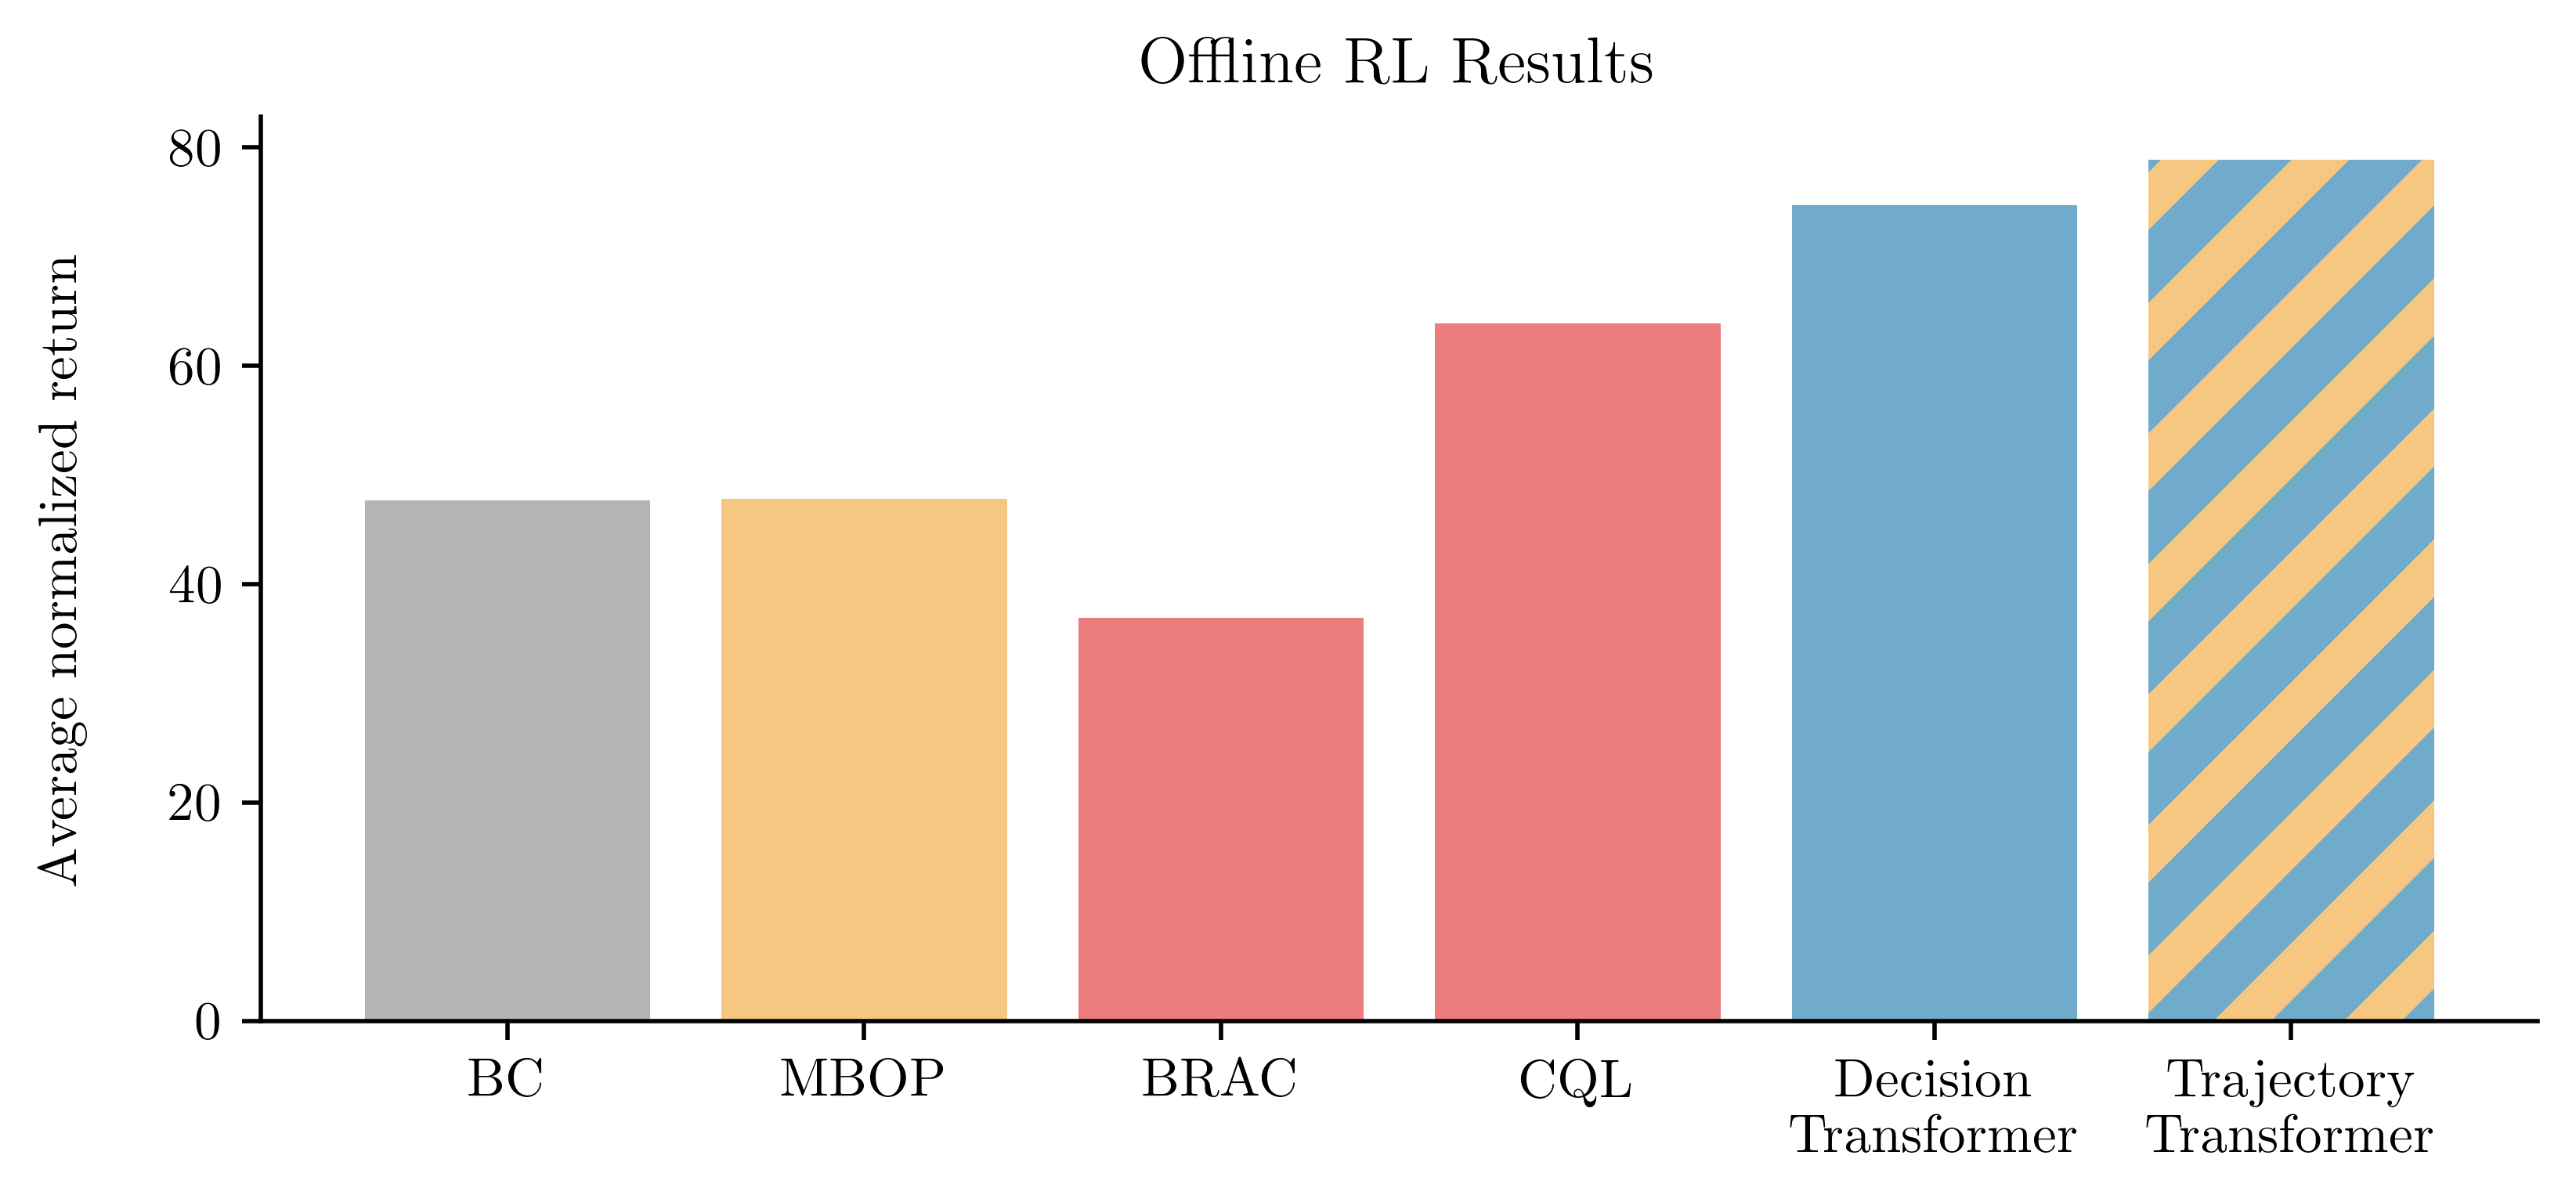 Offline RL Results
Average normalized return
80
60
40
20
0
BC
MBOP
BRAC
CQL
Decision
Transformer
Trajectory
Transformer